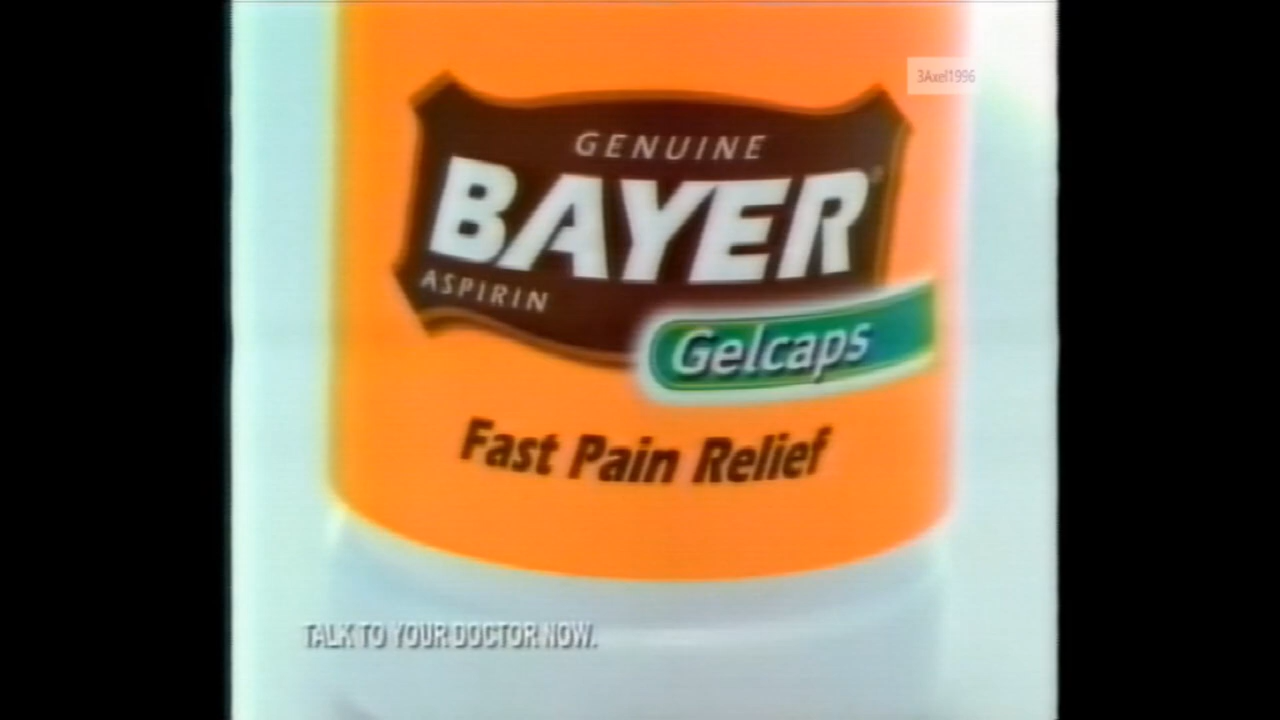 3Axel1996
GENUINE
BAYER®
ASPIRIN
Gelcaps
Fast Pain Relief
TALK TO YOUR DOCTOR NOW.